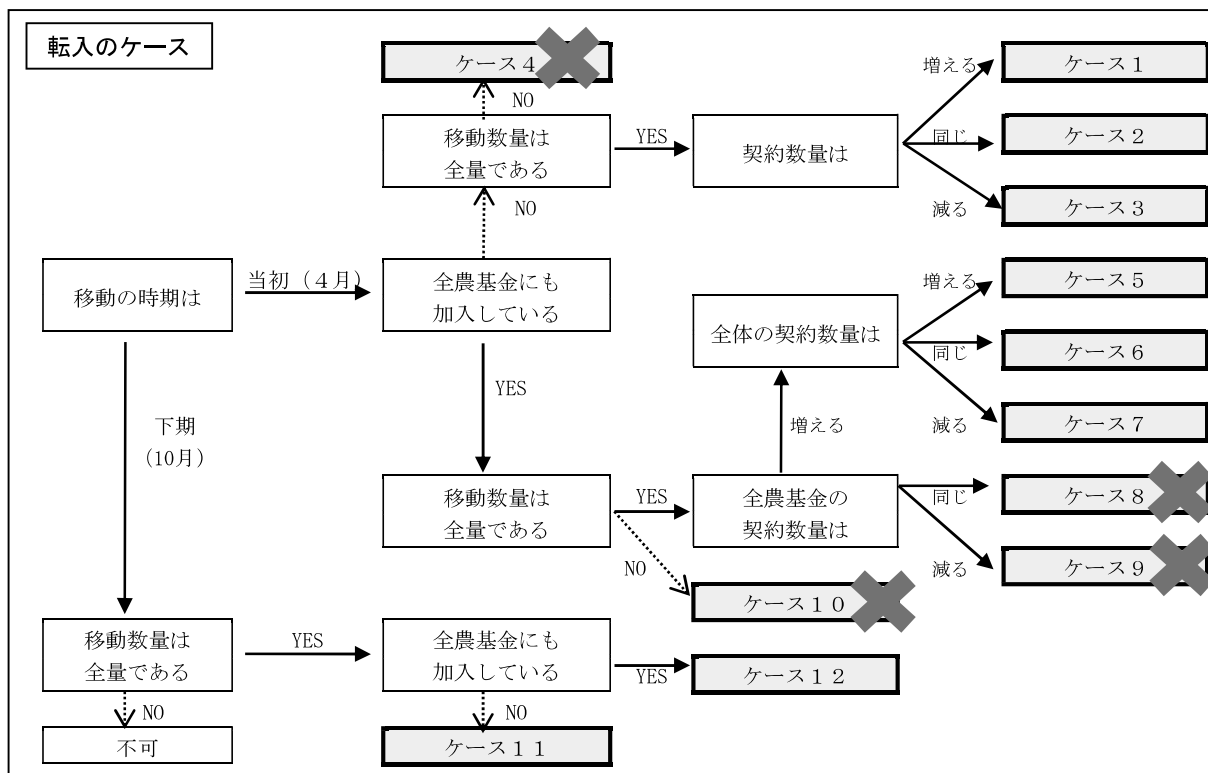 転入のケース
ケース４
NO
移動数量は
全量である
YES
契約数量は
増える
ケース１
同じ
ケース２
減る
ケース３
NO
移動の時期は
当初（４月）
全農基金にも
加入している
YES
全体の契約数量は
増える
ケース５
同じ
ケース６
減る
ケース７
下期
（10月）
増える
移動数量は
全量である
YES
全農基金の
契約数量は
同じ
ケース８
減る
ケース９
NO
ケース１０
移動数量は
全量である
YES
全農基金にも
加入している
YES
ケース１２
NO
不可
NO
ケース１１